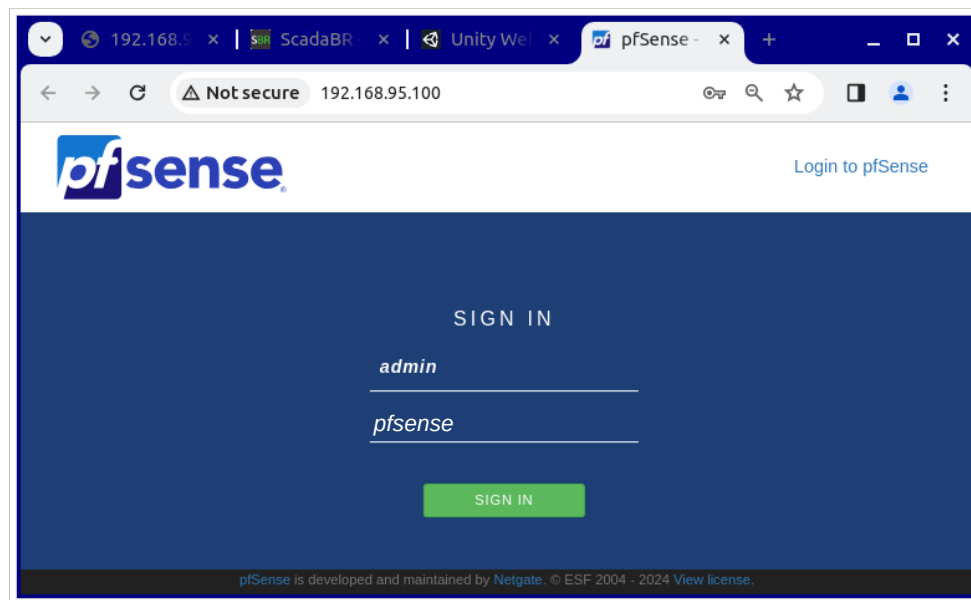 192.168.9
ScadaBR -
Unity Wel
pfSense -
Not secure 192.168.95.100
pfsense
Login to pfSense
SIGN IN
admin
pfsense
SIGN IN
pfSense is developed and maintained by Netgate. © ESF 2004 - 2024 View license.